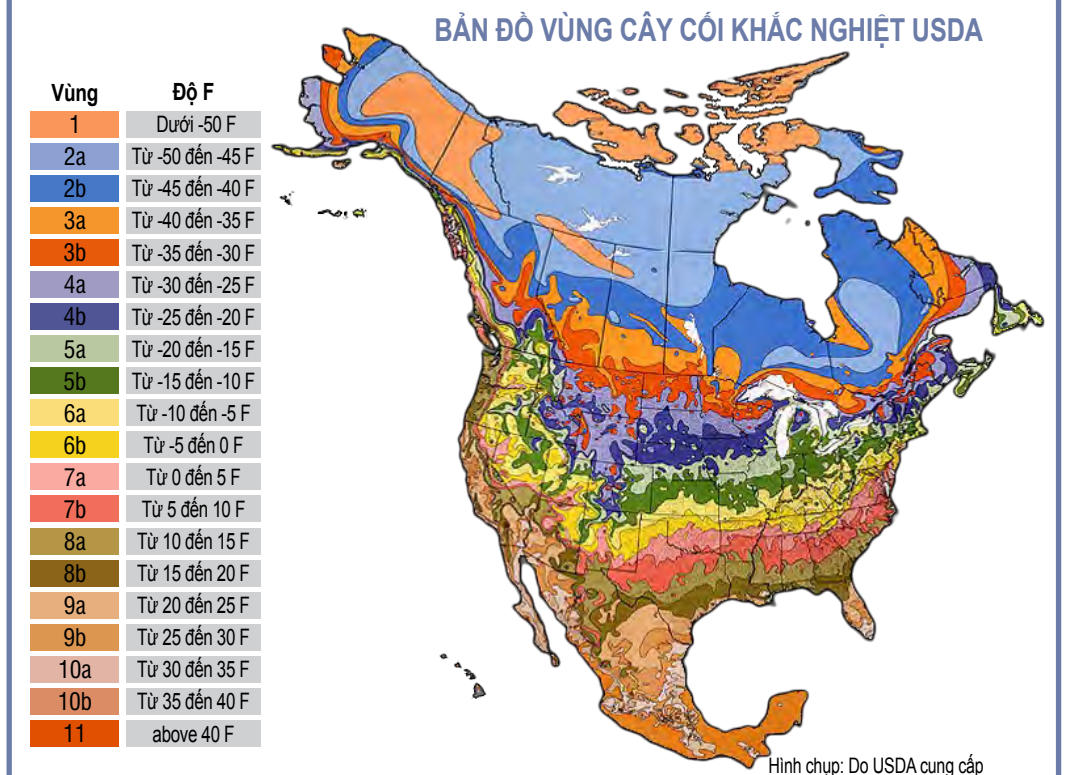 BẢN ĐỒ VÙNG CÂY CỐI KHẮC NGHIỆT USDA
Vùng Độ F
1 Dưới -50 F
2a Từ -50 đến -45 F
2b Từ -45 đến -40 F
3a Từ -40 đến -35 F
3b Từ -35 đến -30 F
4a Từ -30 đến -25 F
4b Từ -25 đến -20 F
5a Từ -20 đến -15 F
5b Từ -15 đến -10 F
6a Từ -10 đến -5 F
6b Từ -5 đến 0 F
7a Từ 0 đến 5 F
7b Từ 5 đến 10 F
8a Từ 10 đến 15 F
8b Từ 15 đến 20 F
9a Từ 20 đến 25 F
9b Từ 25 đến 30 F
10a Từ 30 đến 35 F
10b Từ 35 đến 40 F
11 above 40 F
Hình chụp: Do USDA cung cấp